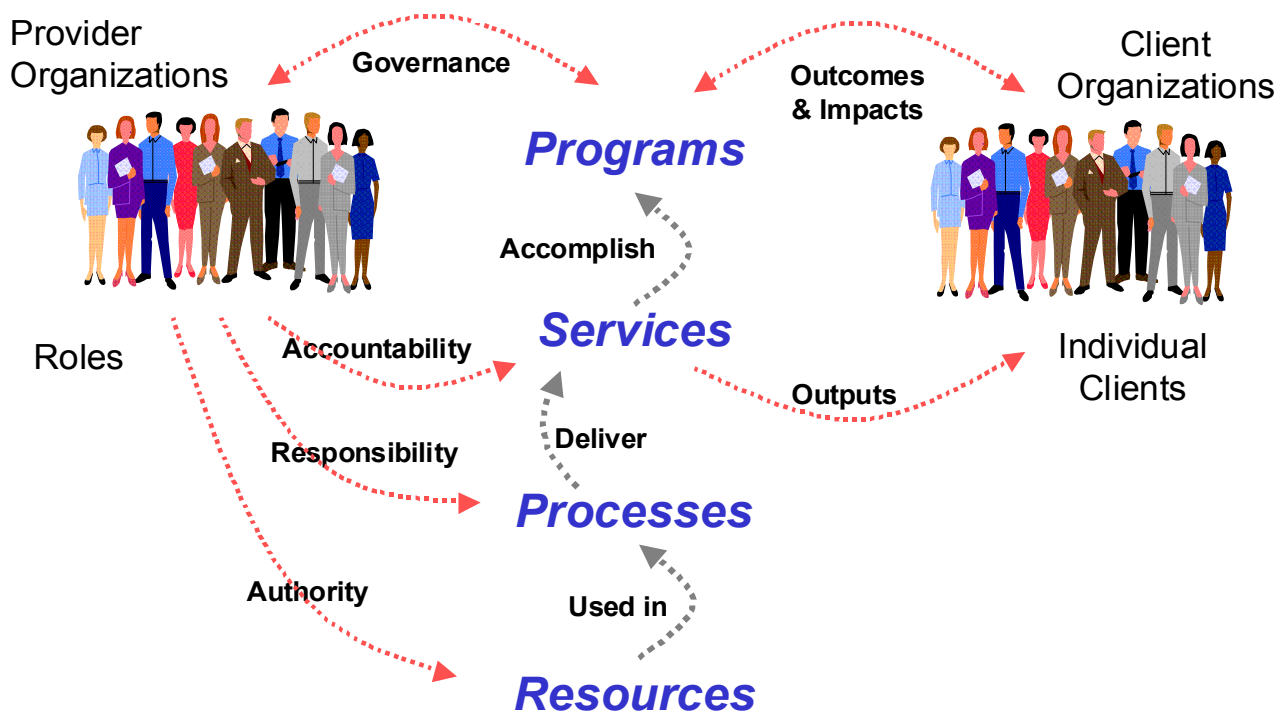 Provider
Organizations
Governance
Outcomes
& Impacts
Client
Organizations
Programs
Accomplish
Services
Roles
Accountability
Individual
Clients
Outputs
Deliver
Responsibility
Processes
Authority
Used in
Resources